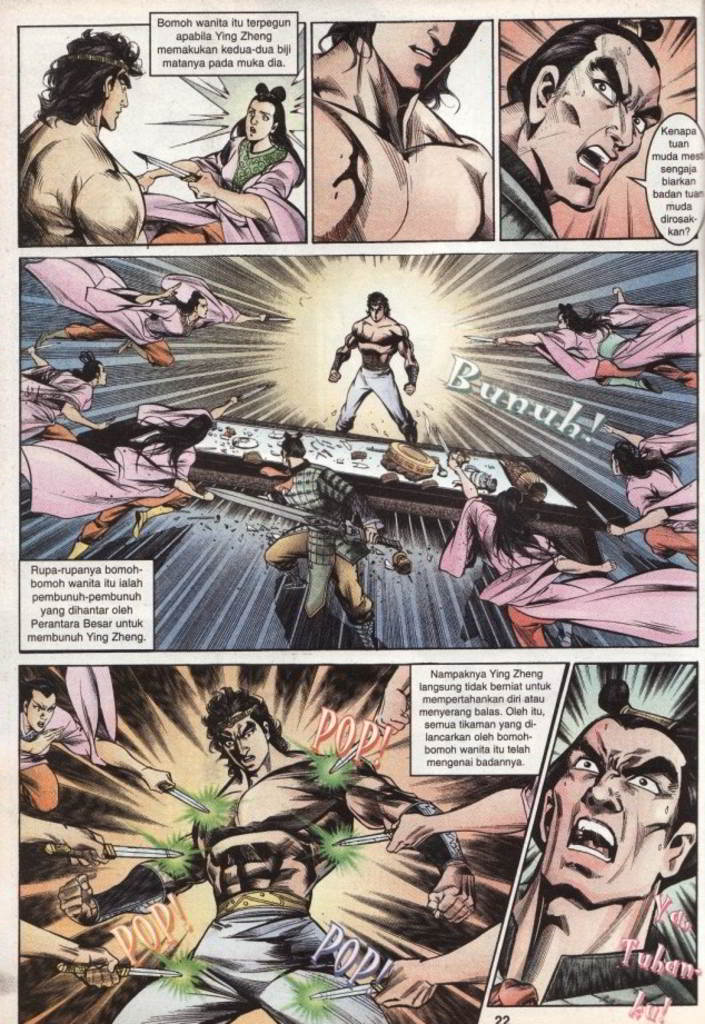 Bomoh wanita itu terpegun
apabila Ying Zheng
memakukan kedua-dua biji
matanya pada muka dia.
Kenapa
tuan
muda mesti
sengaja
biarkan
badan tuan
muda
dirosak-
kan?
Bunuh!
Rupa-rupanya bomoh-
bomoh wanita itu ialah
pembunuh-pembunuh
yang dihantar oleh
Perantara Besar untuk
membunuh Ying Zheng.
Nampaknya Ying Zheng
langsung tidak berniat untuk
mempertahankan diri atau
menyerang balas. Oleh itu,
semua tikaman yang di-
lancarkan oleh bomoh-
bomoh wanita itu telah
mengenai badannya.
POP!
POP!
POP!
Ya
Tuhan-
ku!
22